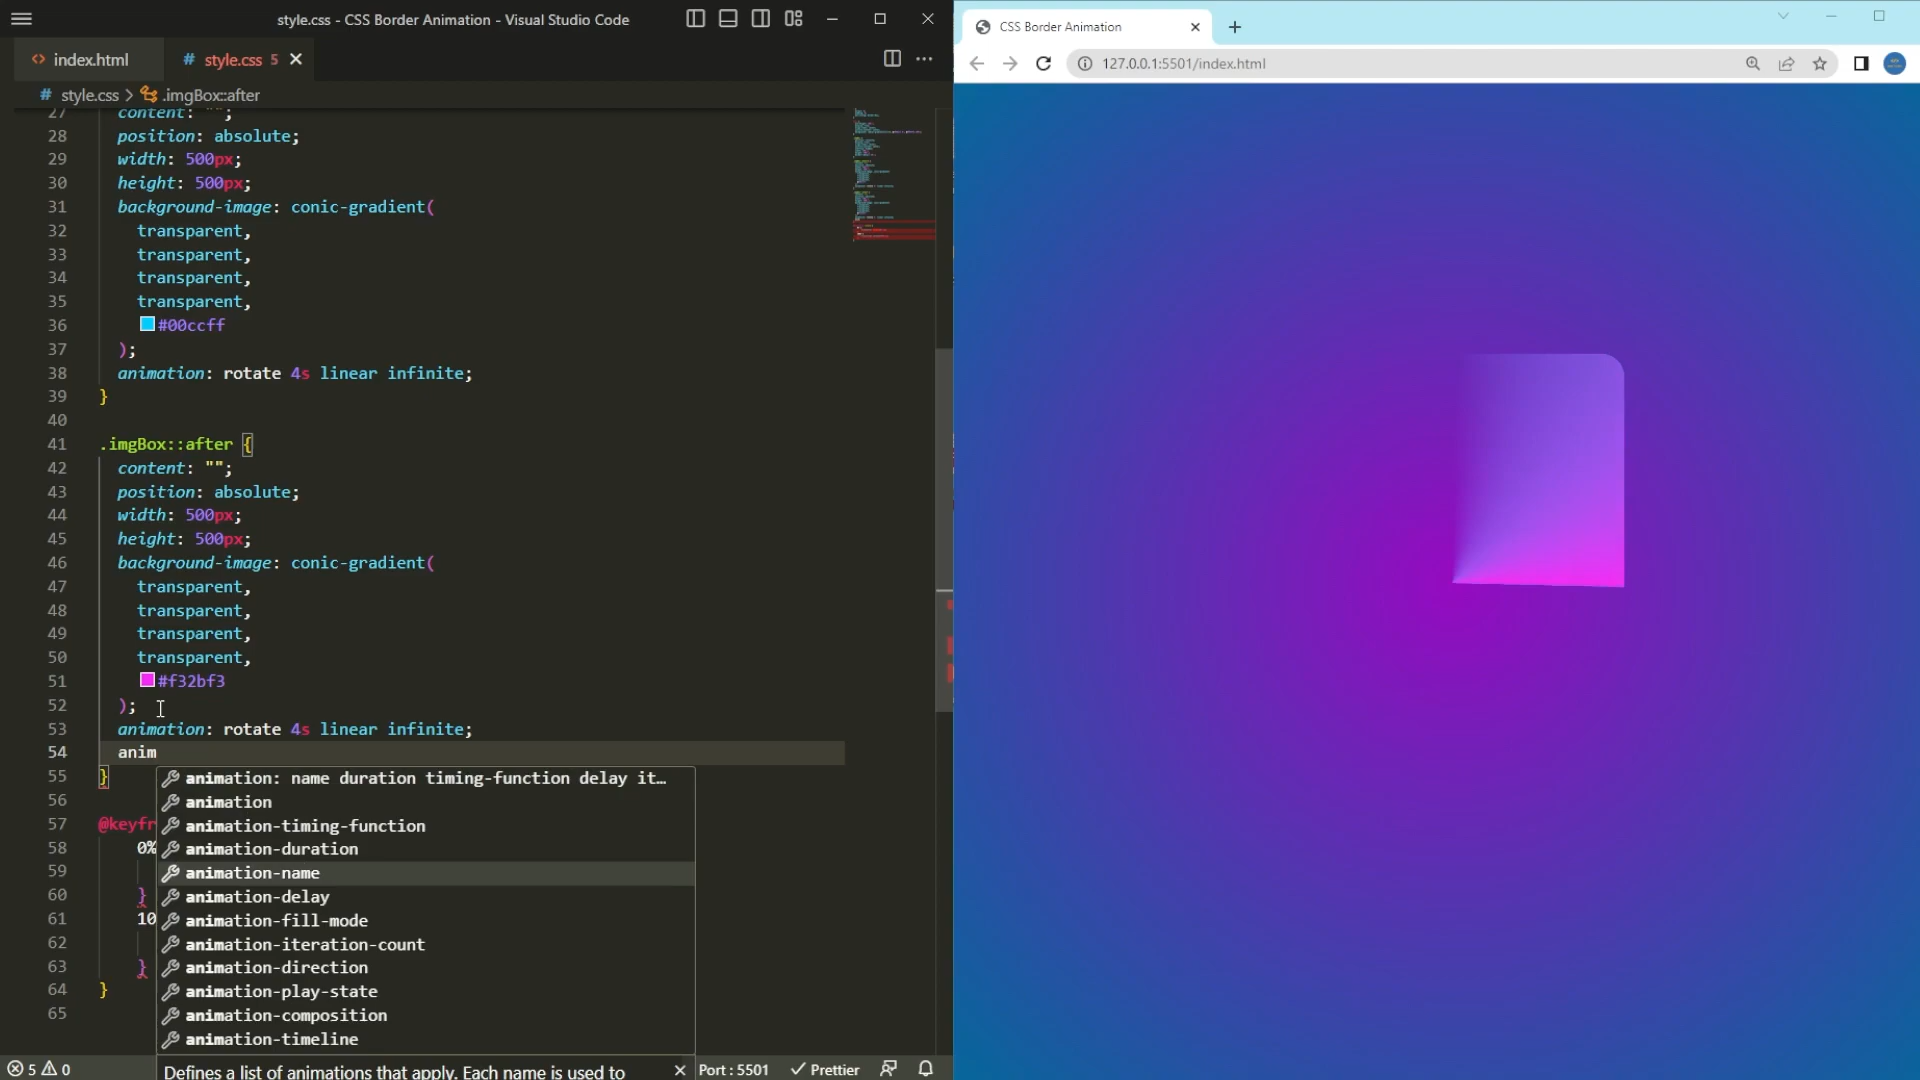 style.css - CSS Border Animation - Visual Studio Code
index.html
# style.css 5
# style.css > .imgBox::after
27 content: "";
28 position: absolute;
29 width: 500px;
30 height: 500px;
31 background-image: conic-gradient(
32 transparent,
33 transparent,
34 transparent,
35 transparent,
36 #00ccff
37 );
38 animation: rotate 4s linear infinite;
39 }
40
41 .imgBox::after {
42 content: "";
43 position: absolute;
44 width: 500px;
45 height: 500px;
46 background-image: conic-gradient(
47 transparent,
48 transparent,
49 transparent,
50 transparent,
51 #f32bf3
52 );
53 animation: rotate 4s linear infinite;
54 anim
55 }
animation: name duration timing-function delay it…
56
animation
57 @keyfr
animation-timing-function
58 0%
animation-duration
59
animation-name
60 }
animation-delay
61 10
animation-fill-mode
62
animation-iteration-count
63 }
animation-direction
64 }
animation-play-state
65
animation-composition
animation-timeline
5 0
Defines a list of animations that apply. Each name is used to
Port : 5501
Prettier
CSS Border Animation
127.0.0.1:5501/index.html